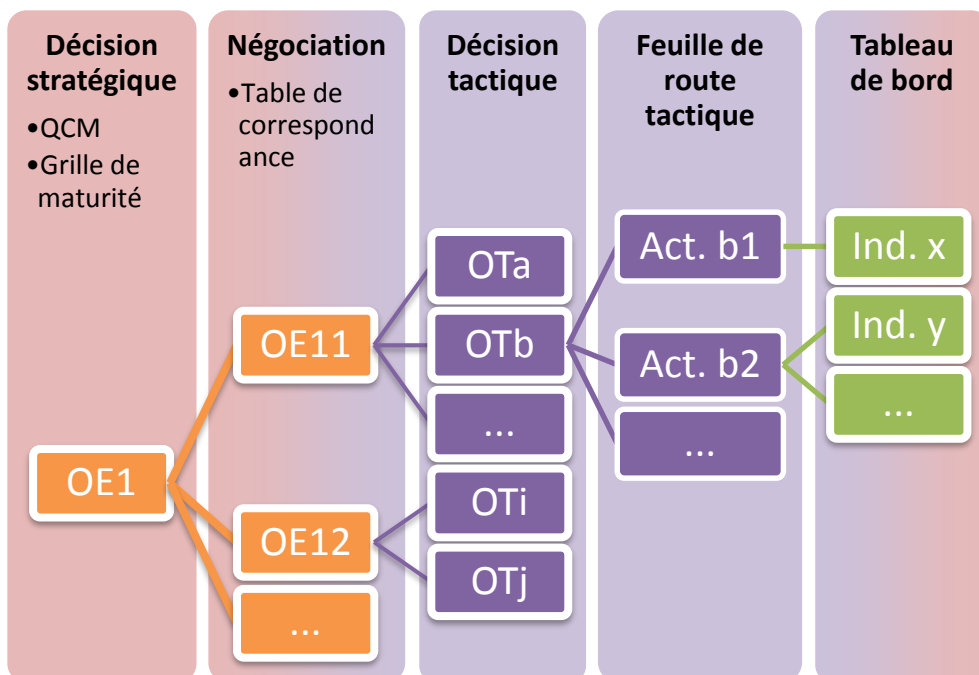 Décision
stratégique
•QCM
•Grille de
maturité
Négociation
•Table de
correspond
ance
Décision
tactique
Feuille de
route
tactique
Tableau
de bord
OE1
OE11
OE12
...
OTa
OTb
...
OTi
OTj
Act. b1
Act. b2
...
Ind. x
Ind. y
...